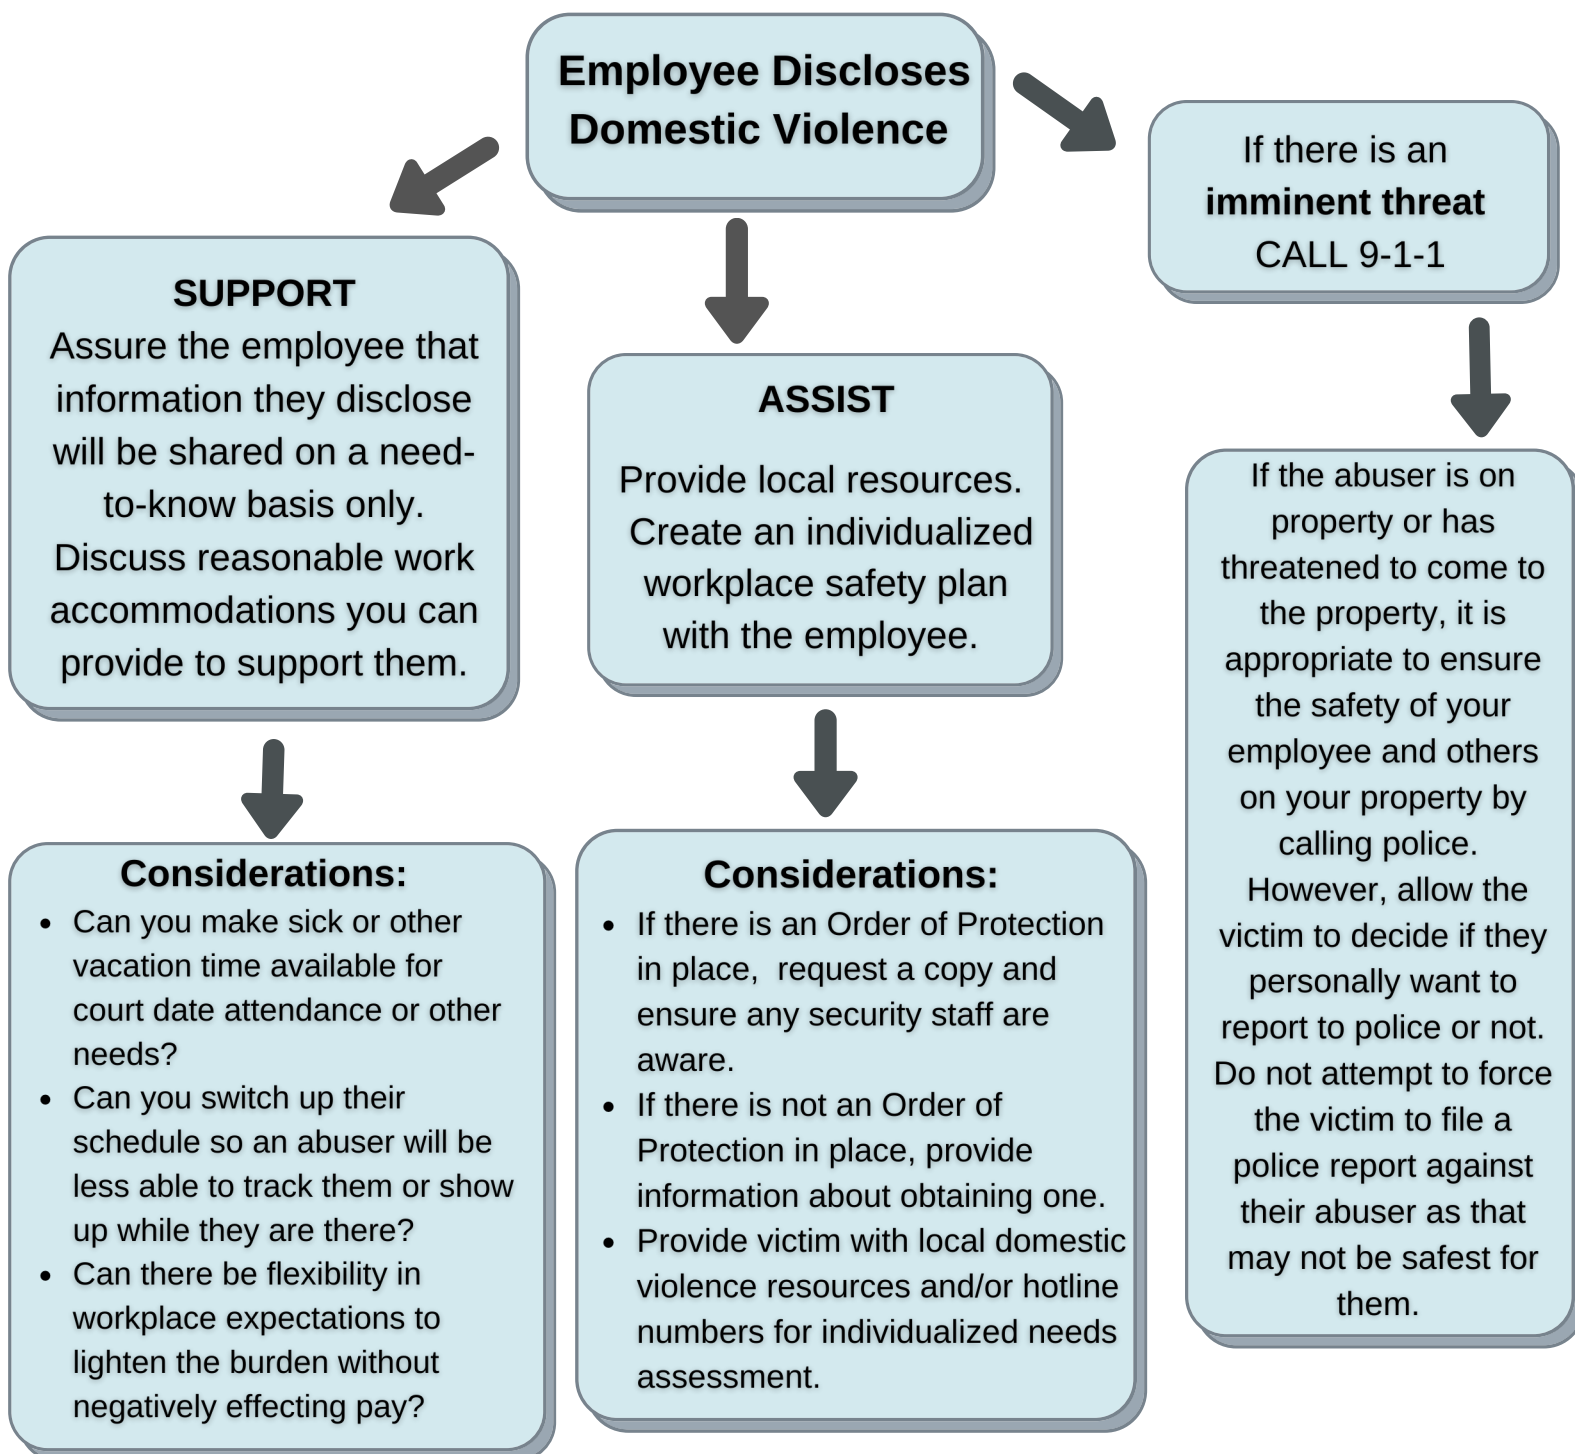 Employee Discloses
Domestic Violence
If there is an
imminent threat
CALL 9-1-1
SUPPORT
Assure the employee that
information they disclose
will be shared on a need-
to-know basis only.
Discuss reasonable work
accommodations you can
provide to support them.
ASSIST
Provide local resources.
Create an individualized
workplace safety plan
with the employee.
If the abuser is on
property or has
threatened to come to
the property, it is
appropriate to ensure
the safety of your
employee and others
on your property by
calling police.
However, allow the
victim to decide if they
personally want to
report to police or not.
Do not attempt to force
the victim to file a
police report against
their abuser as that
may not be safest for
them.
Considerations:
• Can you make sick or other
vacation time available for
court date attendance or other
needs?
• Can you switch up their
schedule so an abuser will be
less able to track them or show
up while they are there?
• Can there be flexibility in
workplace expectations to
lighten the burden without
negatively effecting pay?
Considerations:
• If there is an Order of Protection
in place,  request a copy and
ensure any security staff are
aware.
• If there is not an Order of
Protection in place, provide
information about obtaining one.
• Provide victim with local domestic
violence resources and/or hotline
numbers for individualized needs
assessment.